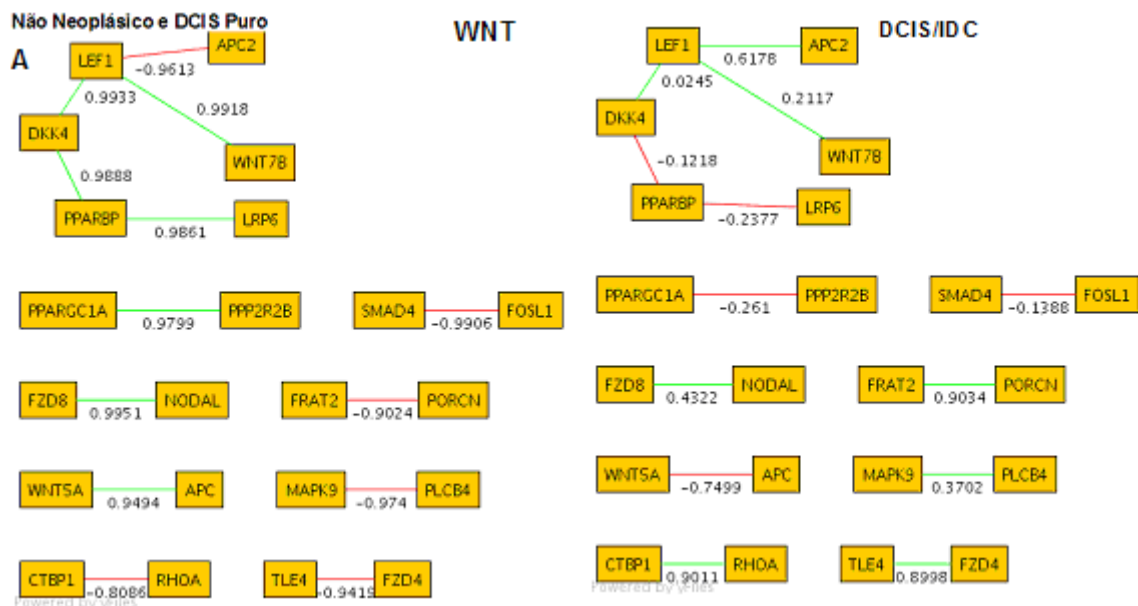 Não Neoplásico e DCIS Puro
WNT
DCIS/IDC
A
LEF1
APC2
-0.9613
0.9933
0.9918
DKK4
WNT7B
0.9888
PPARBP
LRP6
0.9861
PPARGC1A
PPP2R2B
0.9799
SMAD4
FOSL1
-0.9906
FZD8
NODAL
0.9951
FRAT2
PORCN
-0.9024
WNT5A
APC
0.9494
MAPK9
PLCB4
-0.974
CTBP1
RHOA
-0.8086
TLE4
FZD4
-0.9419
Powered by yFiles
LEF1
APC2
0.6178
0.0245
0.2117
DKK4
WNT7B
-0.1218
PPARBP
LRP6
-0.2377
PPARGC1A
PPP2R2B
-0.261
SMAD4
FOSL1
-0.1388
FZD8
NODAL
0.4322
FRAT2
PORCN
0.9034
WNT5A
APC
-0.7499
MAPK9
PLCB4
0.3702
CTBP1
RHOA
0.9011
TLE4
FZD4
0.8998
Powered by yFiles